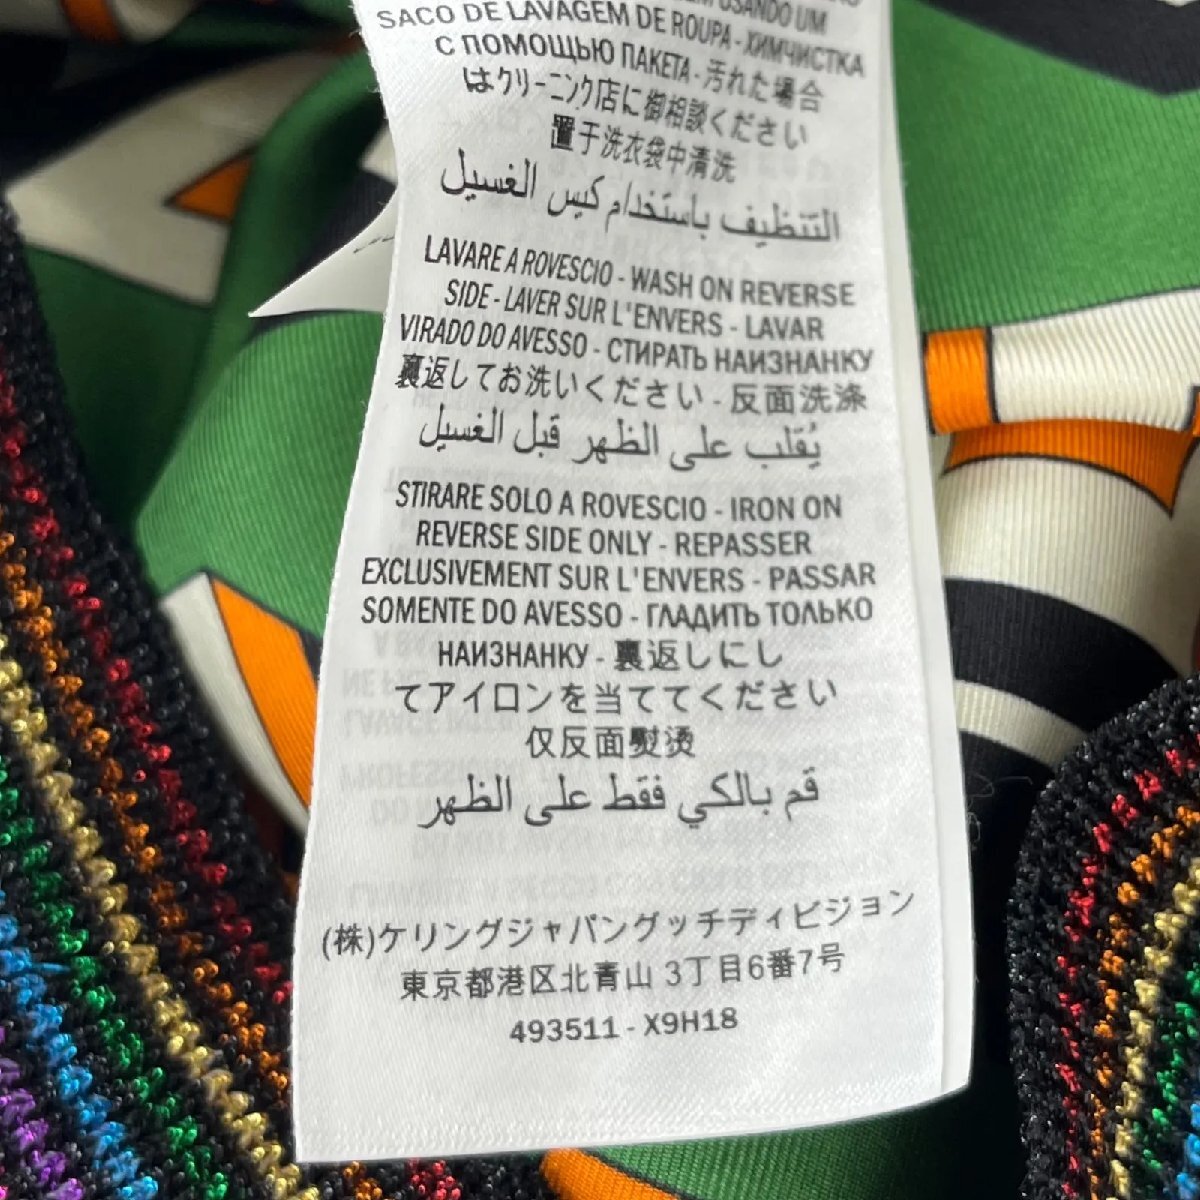 USANDO UM
SACO DE LAVAGEM DE ROUPA - ХИМЧИСТКА
С ПОМОЩЬЮ ПАКЕТА - 汚れた場合
はクリーニング店に御相談ください
置于洗衣袋中清洗
التنظيف باستخدام كيس الغسيل
LAVARE A ROVESCIO - WASH ON REVERSE
SIDE - LAVER SUR L'ENVERS - LAVAR
VIRADO DO AVESSO - СТИРАТЬ НАИЗНАНКУ
裏返してお洗いください - 反面洗涤
يُقلب على الظهر قبل الغسيل
STIRARE SOLO A ROVESCIO - IRON ON
REVERSE SIDE ONLY - REPASSER
EXCLUSIVEMENT SUR L'ENVERS - PASSAR
SOMENTE DO AVESSO - ГЛАДИТЬ ТОЛЬКО
НАИЗНАНКУ - 裏返しにし
てアイロンを当ててください
仅反面熨烫
قم بالكي فقط على الظهر
(株)ケリングジャパングッチディビジョン
東京都港区北青山 3丁目6番7号
493511 - X9H18